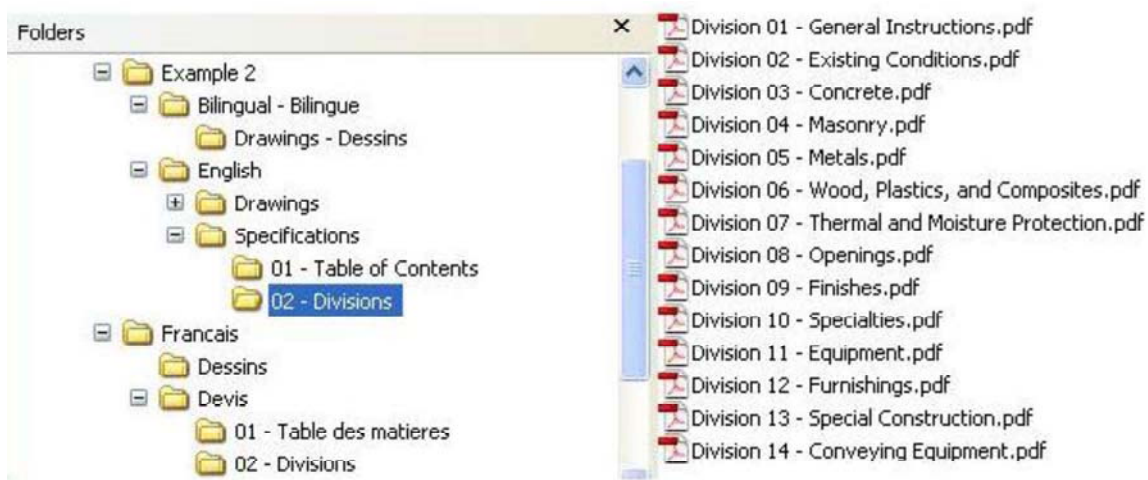 Folders
Example 2
Bilingual - Bilingue
Drawings - Dessins
English
Drawings
Specifications
01 - Table of Contents
02 - Divisions
Francais
Dessins
Devis
01 - Table des matieres
02 - Divisions
Division 01 - General Instructions.pdf
Division 02 - Existing Conditions.pdf
Division 03 - Concrete.pdf
Division 04 - Masonry.pdf
Division 05 - Metals.pdf
Division 06 - Wood, Plastics, and Composites.pdf
Division 07 - Thermal and Moisture Protection.pdf
Division 08 - Openings.pdf
Division 09 - Finishes.pdf
Division 10 - Specialties.pdf
Division 11 - Equipment.pdf
Division 12 - Furnishings.pdf
Division 13 - Special Construction.pdf
Division 14 - Conveying Equipment.pdf